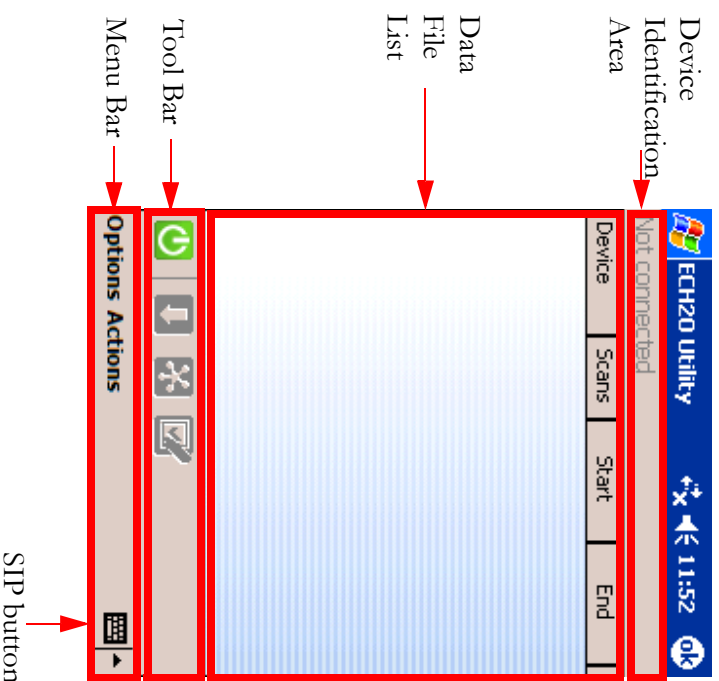 Device
Identification
Area
ECH2O Utility 11:52 ok
Not connected
Data
File
List
Device Scans Start End
Tool Bar
Menu Bar
Options Actions
SIP button